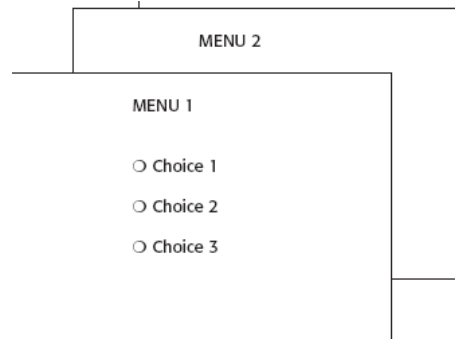 MENU 2
MENU 1
❍ Choice 1
❍ Choice 2
❍ Choice 3